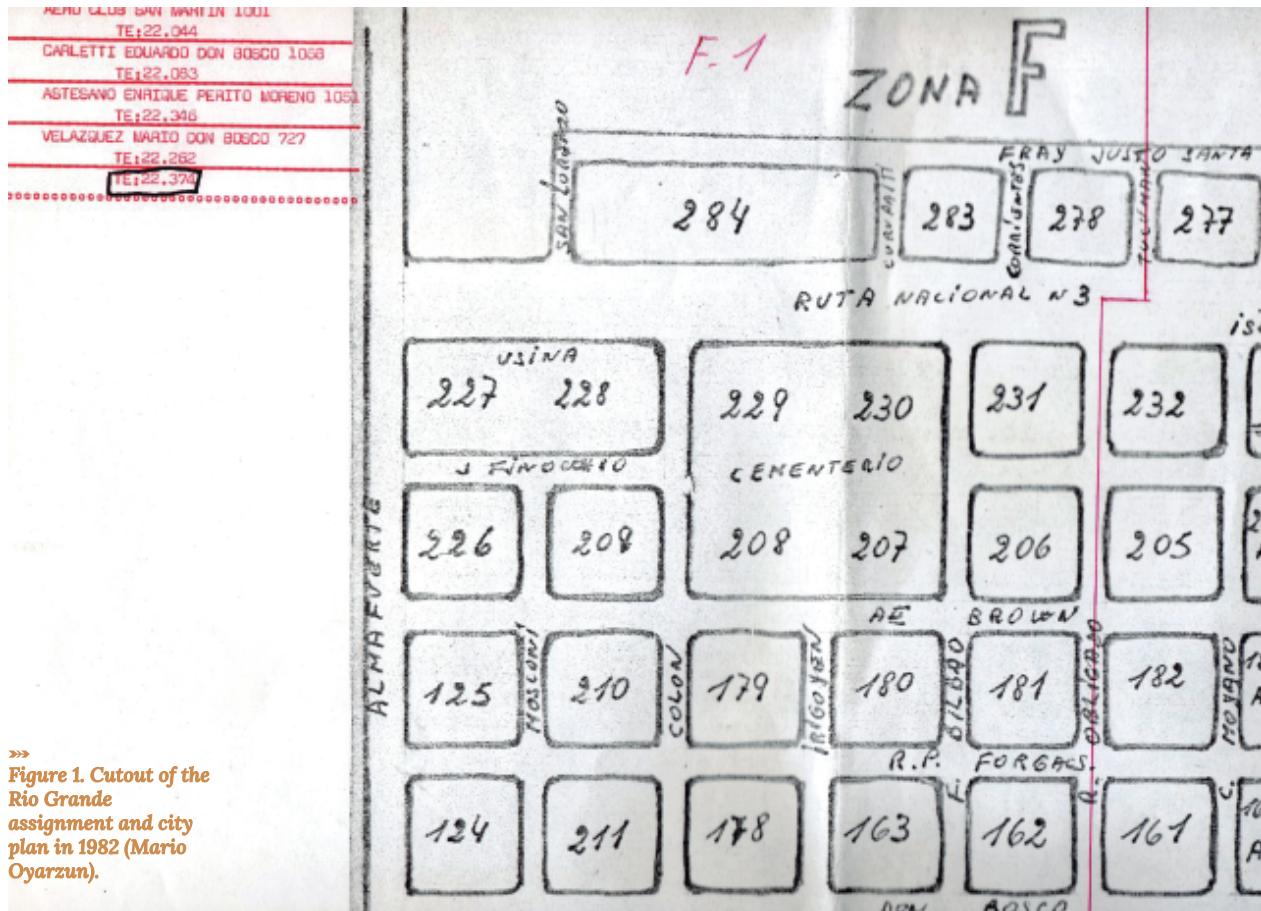 AERO CLUB SAN MARTIN 1001
TE:22.044
CARLETTI EDUARDO DON BOSCO 1058
TE:22.083
ASTESANO ENRIQUE PERITO MORENO 1051
TE:22.346
VELAZQUEZ MARIO DON BOSCO 727
TE:22.262
TE:22.374
F.1
ZONA F
FRAY JUSTO SANTA
SAN LORENZO
284
283
CORRIENTES
278
TUCUMAN
277
RUTA NACIONAL N 3
USINA
227 228
229 230
231
232
J FINOCCHIO
CEMENTERIO
226
209
208 207
206
205
ALMAFUERTE
AE BROWN
125
MOSCONI
210
COLON
179
IRIGOYEN
180
F. BILBAO
181
R. OBLIGADO
182
C. MOYANO
R.P. FORGACS
124
211
178
163
162
161
BOSCO
»»
Figure 1. Cutout of the
Rio Grande
assignment and city
plan in 1982 (Mario
Oyarzun).